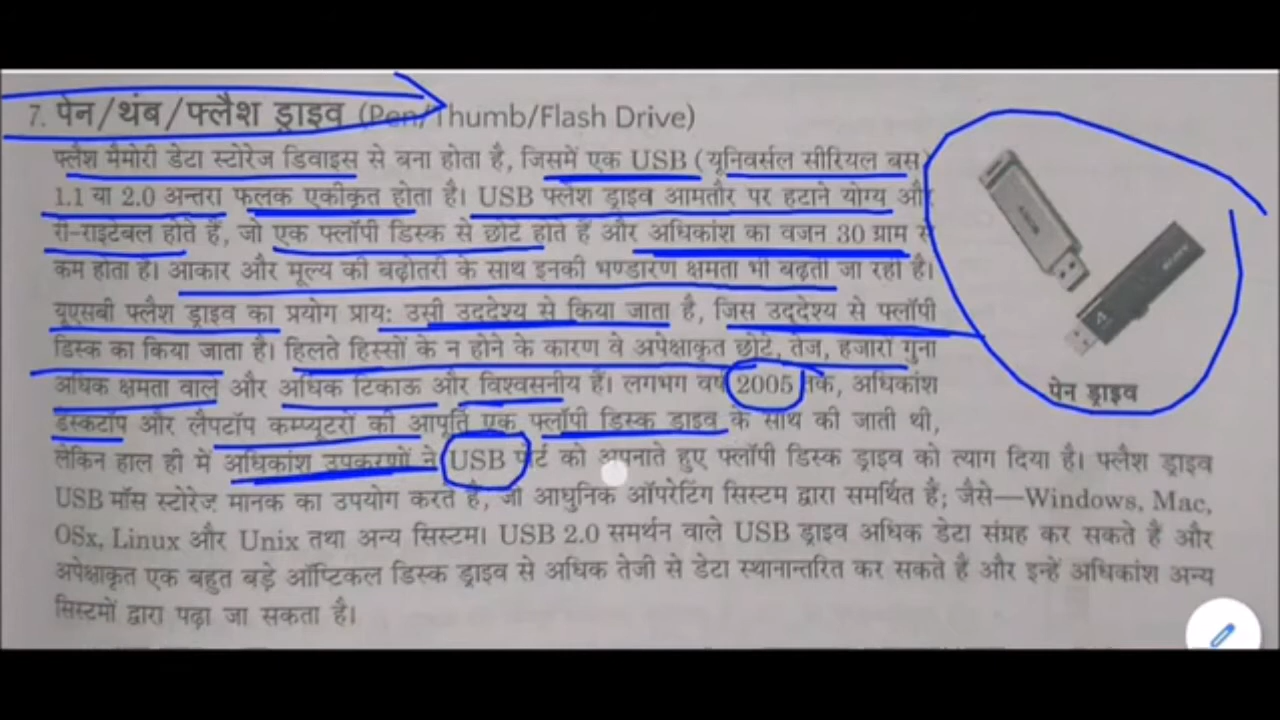 7. पेन/थंब/फ्लैश ड्राइव (Pen/Thumb/Flash Drive)
फ्लैश मैमोरी डेटा स्टोरेज डिवाइस से बना होता है, जिसमें एक USB (यूनिवर्सल सीरियल बस)
1.1 या 2.0 अन्तरा फलक एकीकृत होता है। USB फ्लैश ड्राइव आमतौर पर हटाने योग्य और
री-राइटेबल होते हैं, जो एक फ्लॉपी डिस्क से छोटे होते हैं और अधिकांश का वजन 30 ग्राम से
कम होता है। आकार और मूल्य की बढ़ोतरी के साथ इनकी भण्डारण क्षमता भी बढ़ती जा रही है।
यूएसबी फ्लैश ड्राइव का प्रयोग प्राय: उसी उद्देश्य से किया जाता है, जिस उद्देश्य से फ्लॉपी
डिस्क का किया जाता है। हिलते हिस्सों के न होने के कारण वे अपेक्षाकृत छोटे, तेज, हजारों गुना
अधिक क्षमता वाले और अधिक टिकाऊ और विश्वसनीय हैं। लगभग वर्ष 2005 तक, अधिकांश
डेस्कटॉप और लैपटॉप कम्प्यूटरों की आपूर्ति एक फ्लॉपी डिस्क ड्राइव के साथ की जाती थी,
लेकिन हाल ही में अधिकांश उपकरणों ने USB पोर्ट को अपनाते हुए फ्लॉपी डिस्क ड्राइव को त्याग दिया है। फ्लैश ड्राइव
USB मॉस स्टोरेज मानक का उपयोग करते हैं, जो आधुनिक ऑपरेटिंग सिस्टम द्वारा समर्थित हैं; जैसे—Windows, Mac,
OSx, Linux और Unix तथा अन्य सिस्टम। USB 2.0 समर्थन वाले USB ड्राइव अधिक डेटा संग्रह कर सकते हैं और
अपेक्षाकृत एक बहुत बड़े ऑप्टिकल डिस्क ड्राइव से अधिक तेजी से डेटा स्थानान्तरित कर सकते हैं और इन्हें अधिकांश अन्य
सिस्टमों द्वारा पढ़ा जा सकता है।
पेन ड्राइव